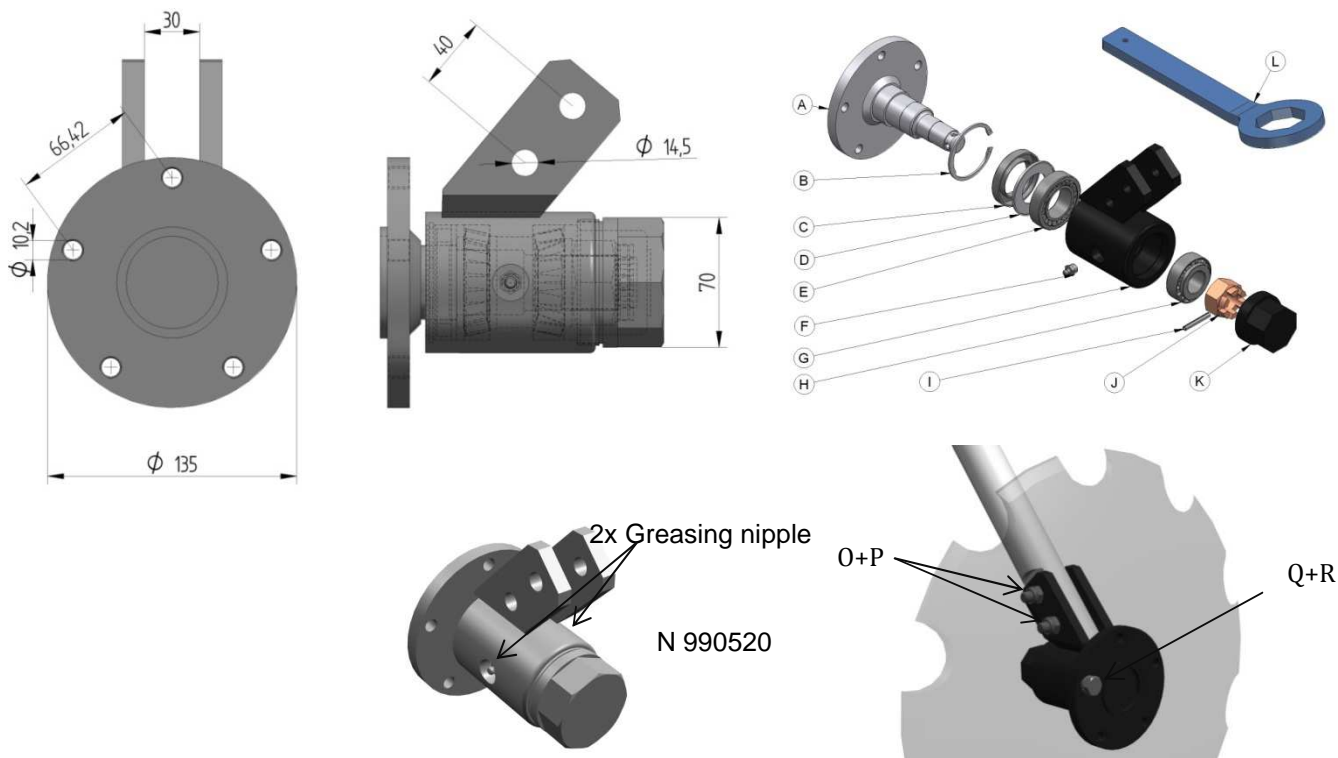 30
66,42
Φ 10,2
Φ 135
40
Φ 14,5
70
A
B
C
D
E
F
G
H
I
J
K
L
2x Greasing nipple
N 990520
O+P
Q+R